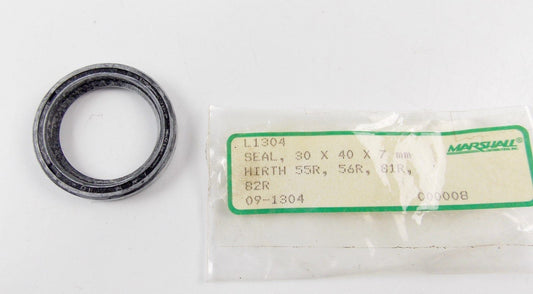 L1304
SEAL, 30 X 40 X 7 mm
MARSHALL
HIRTH 55R, 56R, 81R,
82R
09-1304 000008